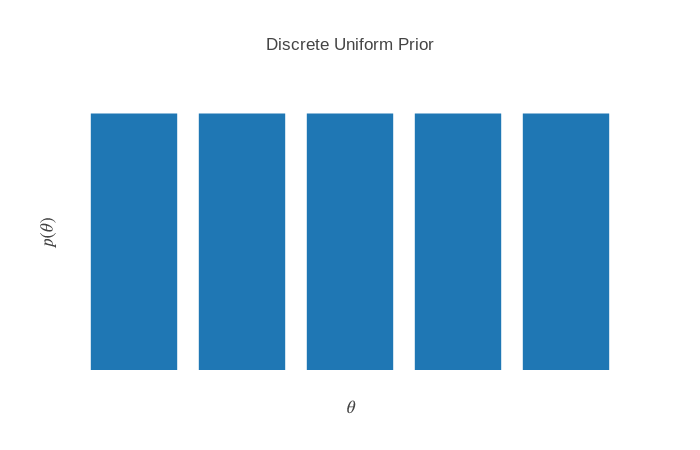 Discrete Uniform Prior
p(θ)
θ